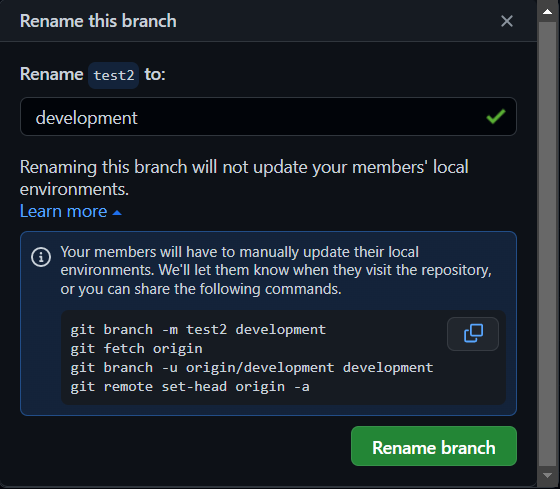 Rename this branch
Rename test2 to:
development
Renaming this branch will not update your members' local
environments.
Learn more
Your members will have to manually update their local
environments. We'll let them know when they visit the repository,
or you can share the following commands.
git branch -m test2 development
git fetch origin
git branch -u origin/development development
git remote set-head origin -a
Rename branch